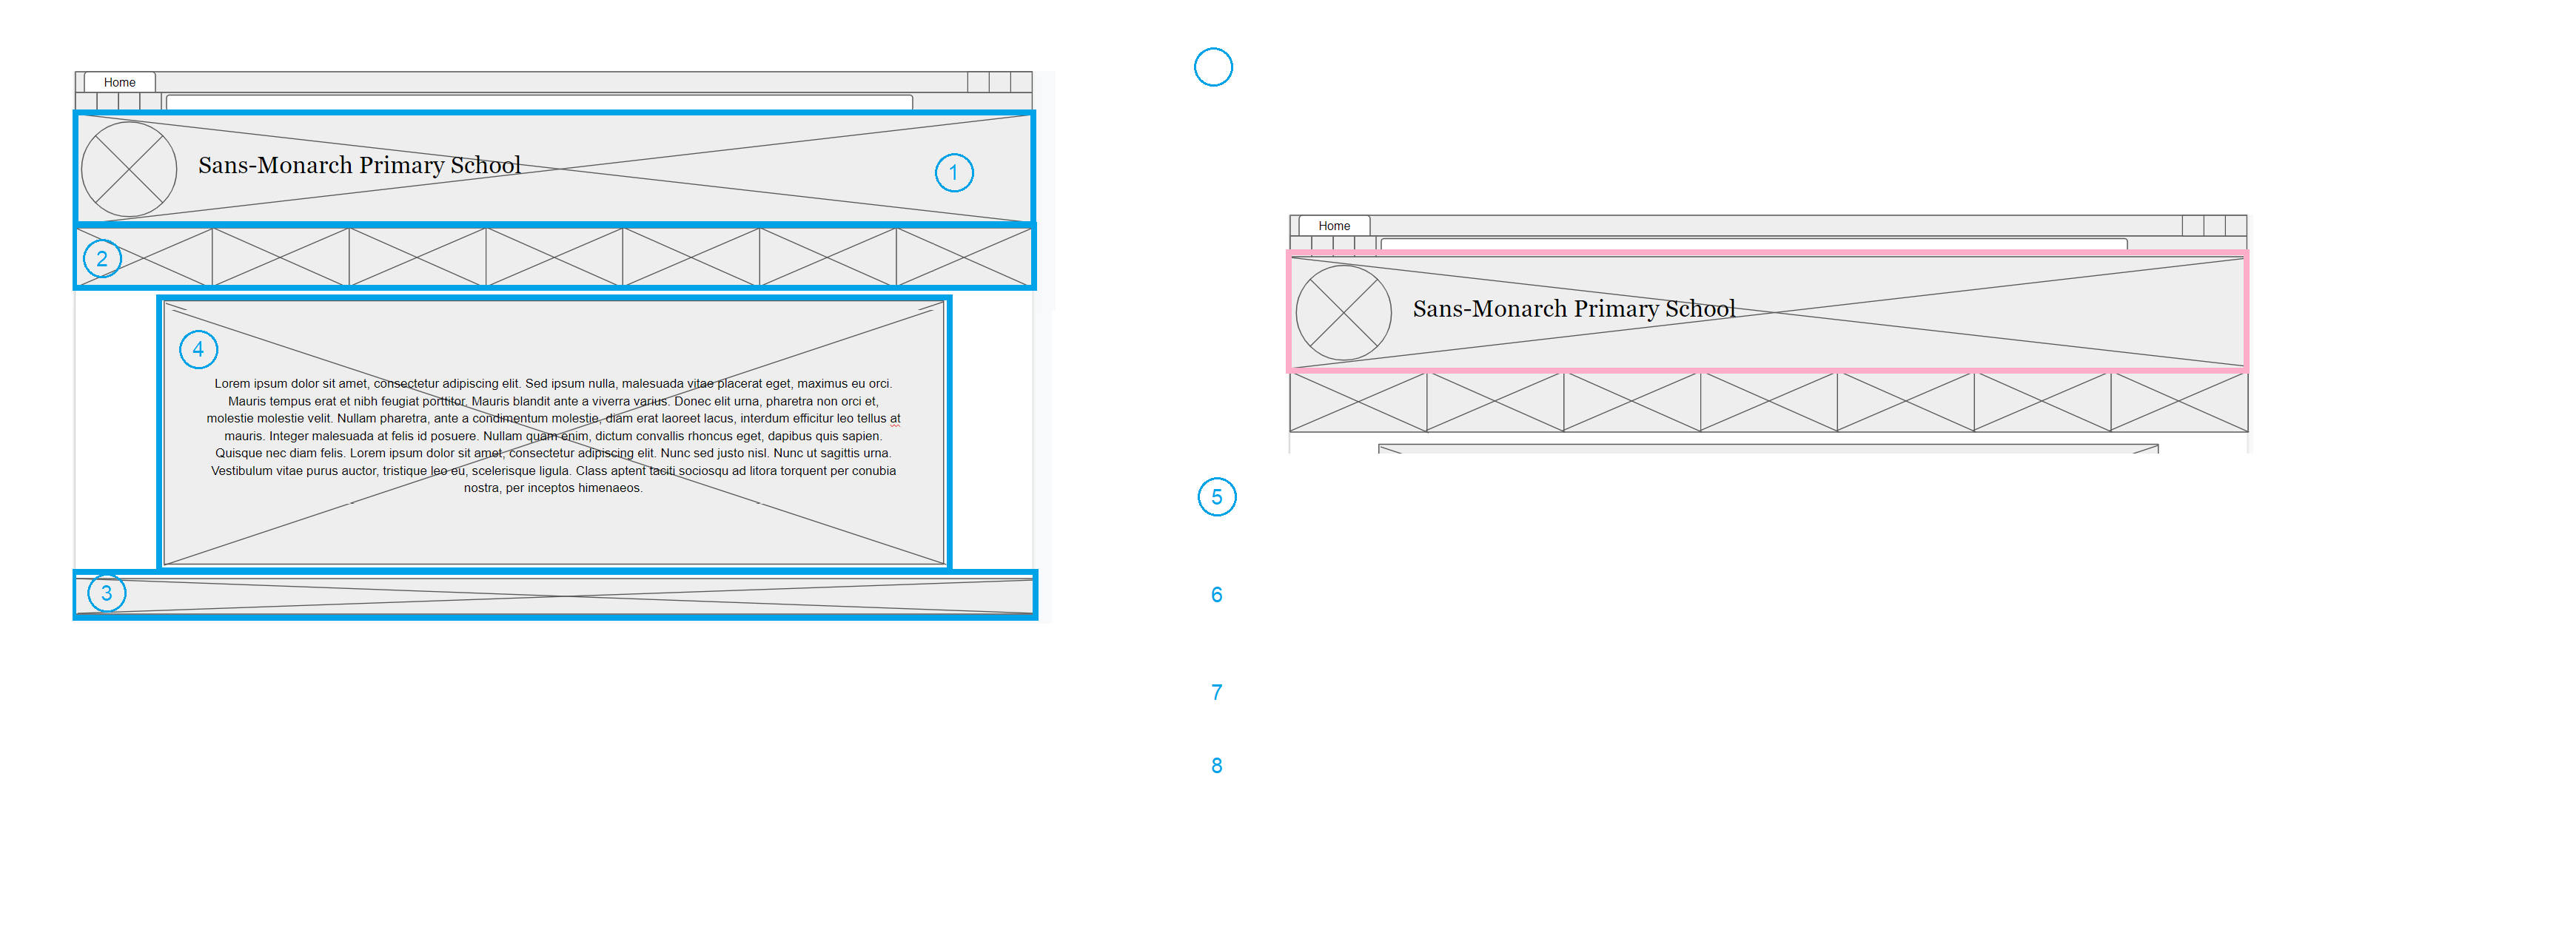 Home
Sans-Monarch Primary School
1
2
4
Lorem ipsum dolor sit amet, consectetur adipiscing elit. Sed ipsum nulla, malesuada vitae placerat eget, maximus eu orci.
Mauris tempus erat et nibh feugiat porttitor. Mauris blandit ante a viverra varius. Donec elit urna, pharetra non orci et,
molestie molestie velit. Nullam pharetra, ante a condimentum molestie, diam erat laoreet lacus, interdum efficitur leo tellus at
mauris. Integer malesuada at felis id posuere. Nullam quam enim, dictum convallis rhoncus eget, dapibus quis sapien.
Quisque nec diam felis. Lorem ipsum dolor sit amet, consectetur adipiscing elit. Nunc sed justo nisl. Nunc ut sagittis urna.
Vestibulum vitae purus auctor, tristique leo eu, scelerisque ligula. Class aptent taciti sociosqu ad litora torquent per conubia
nostra, per inceptos himenaeos.
3
Home
Sans-Monarch Primary School
5
6
7
8